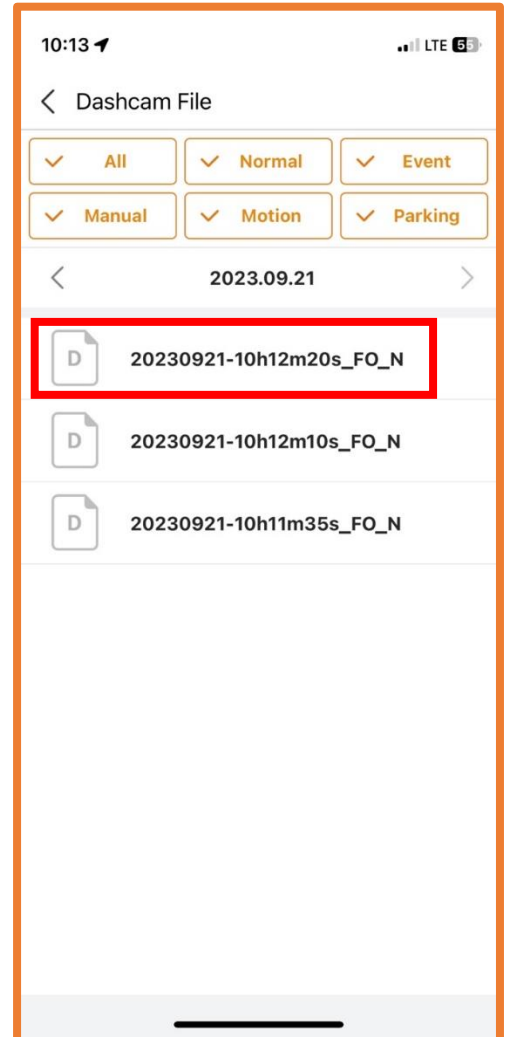 10:13 LTE 55
Dashcam File
All Normal Event
Manual Motion Parking
2023.09.21
D 20230921-10h12m20s_FO_N
D 20230921-10h12m10s_FO_N
D 20230921-10h11m35s_FO_N